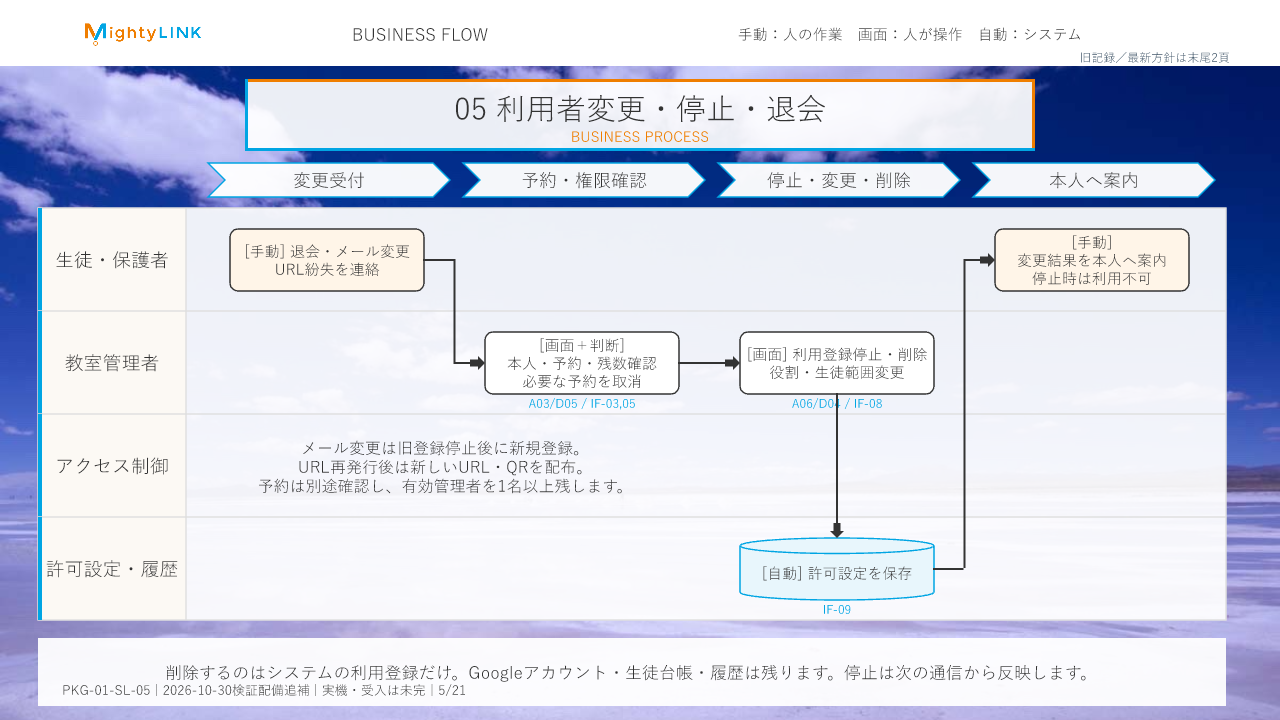 MightyLINK
BUSINESS FLOW
手動：人の作業　画面：人が操作　自動：システム
旧記録／最新方針は末尾2頁
05 利用者変更・停止・退会
BUSINESS PROCESS
変更受付
予約・権限確認
停止・変更・削除
本人へ案内
生徒・保護者
[手動] 退会・メール変更
URL紛失を連絡
[手動]
変更結果を本人へ案内
停止時は利用不可
教室管理者
[画面＋判断]
本人・予約・残数確認
必要な予約を取消
A03/D05 / IF-03,05
[画面] 利用登録停止・削除
役割・生徒範囲変更
A06/D04 / IF-08
アクセス制御
メール変更は旧登録停止後に新規登録。
URL再発行後は新しいURL・QRを配布。
予約は別途確認し、有効管理者を1名以上残します。
許可設定・履歴
[自動] 許可設定を保存
IF-09
削除するのはシステムの利用登録だけ。Googleアカウント・生徒台帳・履歴は残ります。停止は次の通信から反映します。
PKG-01-SL-05｜2026-10-30検証配備追補｜実機・受入は未完｜5/21